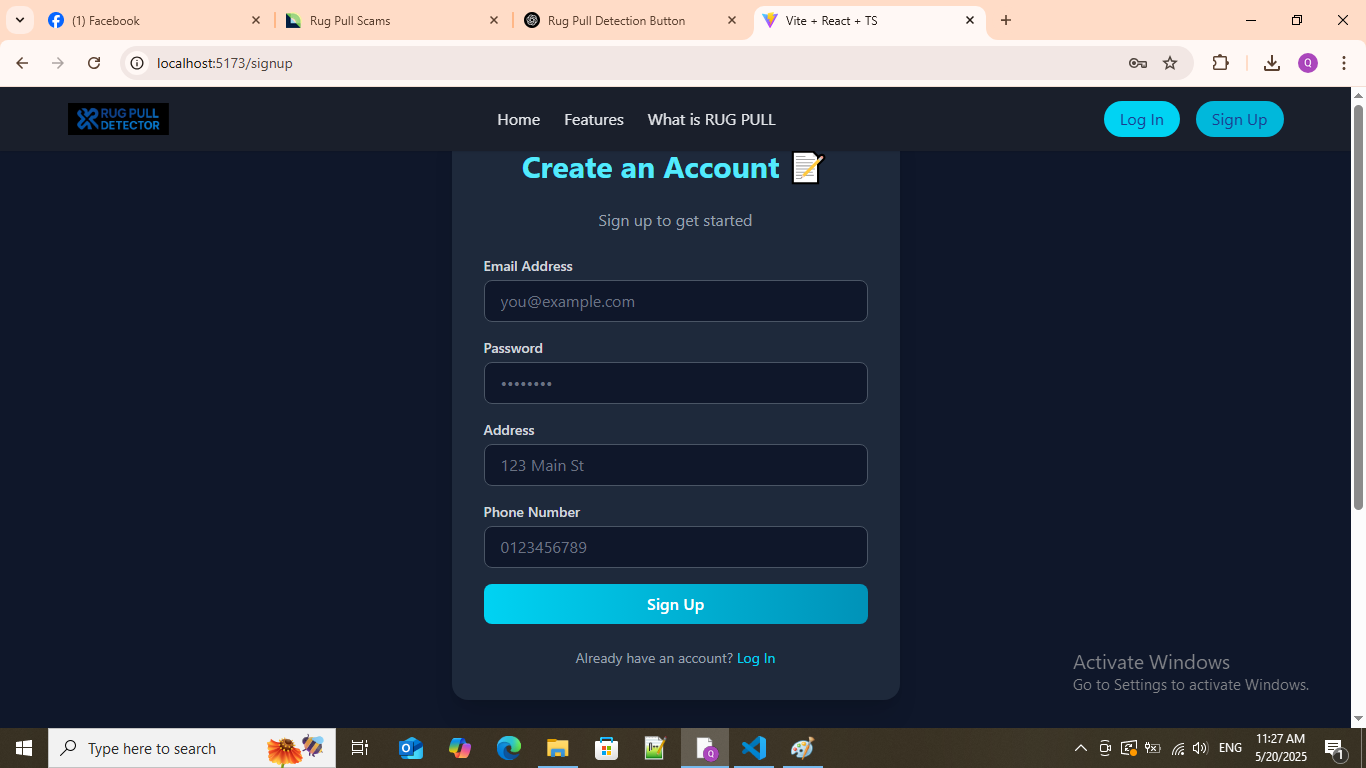 (1) Facebook
Rug Pull Scams
Rug Pull Detection Button
Vite + React + TS
localhost:5173/signup
Q
RUG PULL
DETECTOR
Home
Features
What is RUG PULL
Log In
Sign Up
Create an Account
Sign up to get started
Email Address
you@example.com
Password
Address
123 Main St
Phone Number
0123456789
Sign Up
Already have an account? Log In
Activate Windows
Go to Settings to activate Windows.
Type here to search
ENG
11:27 AM
5/20/2025
1